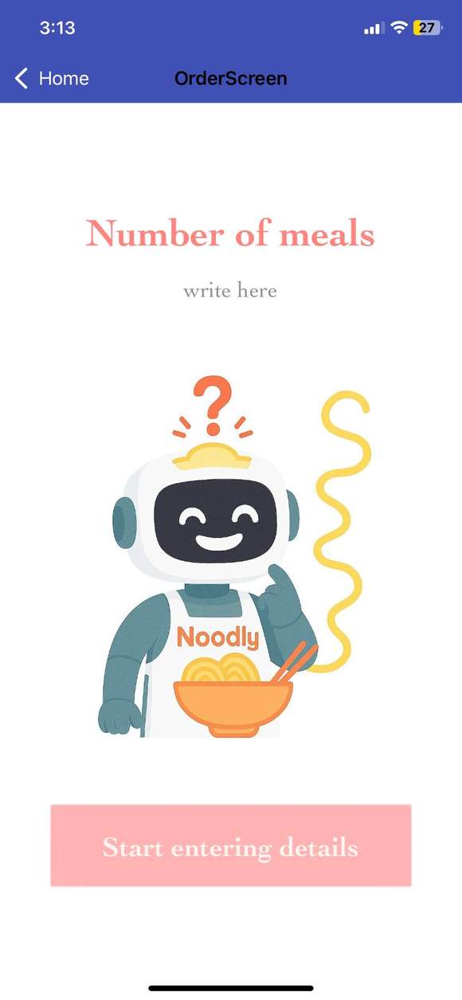 3:13
27
Home
OrderScreen
Number of meals
write here
?
Noodly
Start entering details